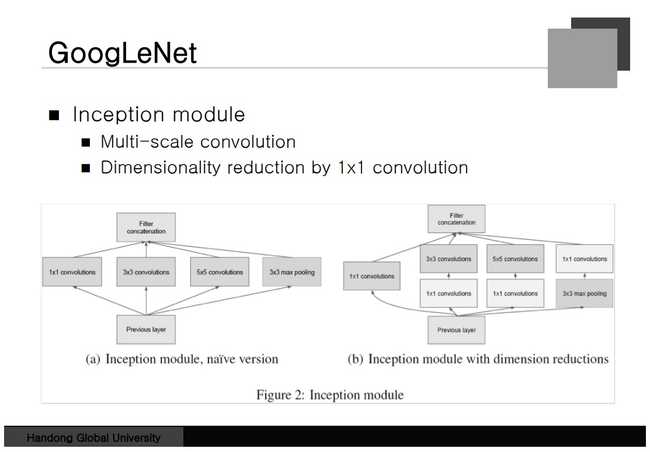 GoogLeNet
Inception module
Multi-scale convolution
Dimensionality reduction by 1x1 convolution
Filter
concatenation
1x1 convolutions
3x3 convolutions
5x5 convolutions
3x3 max pooling
Previous layer
(a) Inception module, naïve version
Filter
concatenation
3x3 convolutions
5x5 convolutions
1x1 convolutions
1x1 convolutions
1x1 convolutions
1x1 convolutions
3x3 max pooling
Previous layer
(b) Inception module with dimension reductions
Figure 2: Inception module
Handong Global University